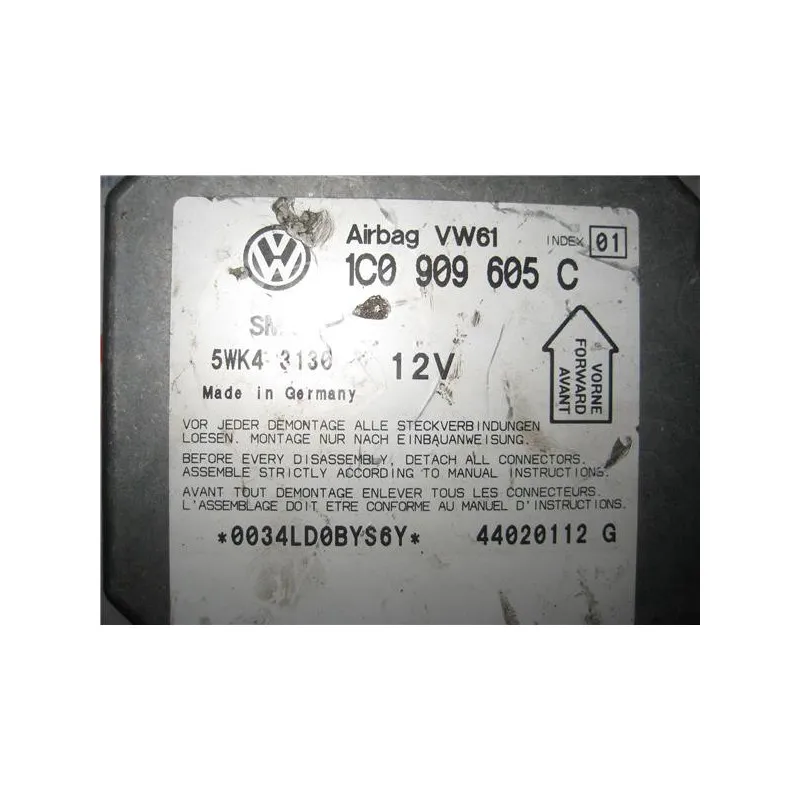 Airbag VW61 INDEX 01
1C0 909 605 C
5WK4 3130 12V
Made in Germany
VORNE
FORWARD
AVANT
VOR JEDER DEMONTAGE ALLE STECKVERBINDUNGEN
LOESEN. MONTAGE NUR NACH EINBAUANWEISUNG.
BEFORE EVERY DISASSEMBLY, DETACH ALL CONNECTORS.
ASSEMBLE STRICTLY ACCORDING TO MANUAL INSTRUCTIONS.
AVANT TOUT DEMONTAGE ENLEVER TOUS LES CONNECTEURS.
L'ASSEMBLAGE DOIT ETRE CONFORME AU MANUEL D'INSTRUCTIONS.
*0034LD0BYS6Y* 44020112 G